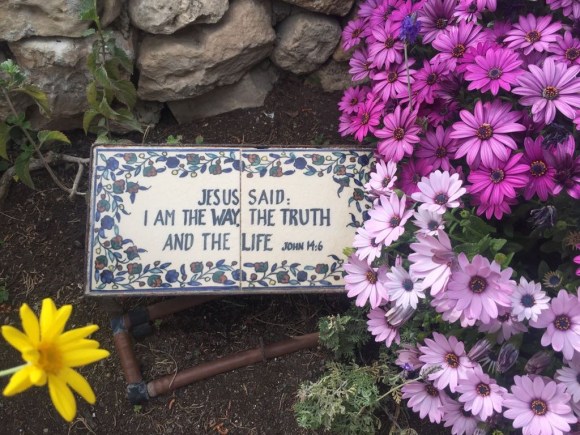 JESUS SAID:
I AM THE WAY, THE TRUTH
AND THE LIFE JOHN 14:6